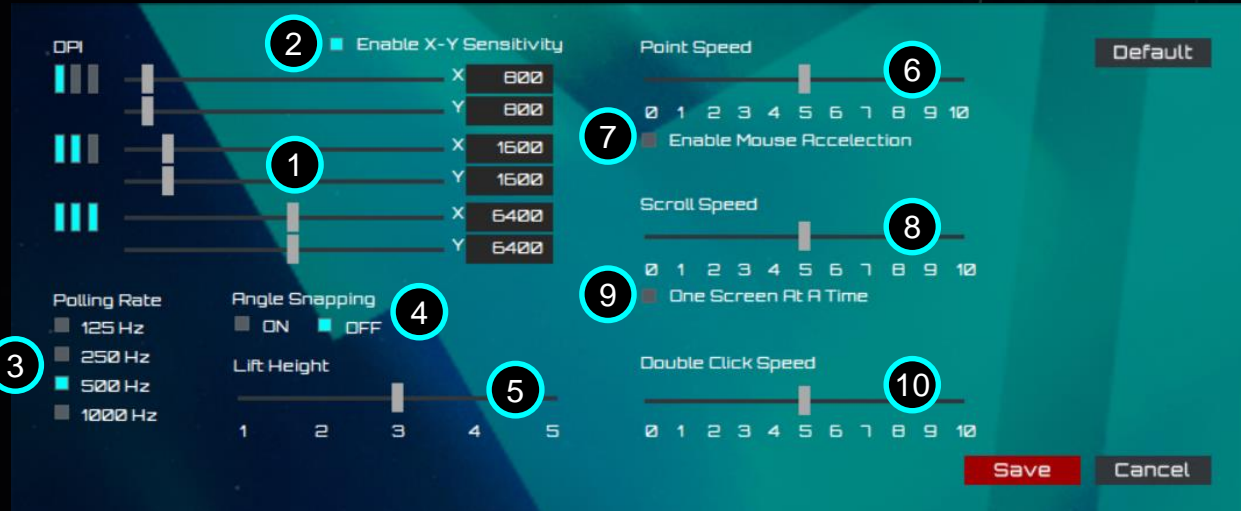 DPI
2
Enable X-Y Sensitivity
X 800
Y 800
X 1600
1
Y 1600
X 6400
Y 6400
Polling Rate
125 Hz
250 Hz
3
500 Hz
1000 Hz
Angle Snapping
4
ON OFF
Lift Height
5
1 2 3 4 5
Point Speed
6
0 1 2 3 4 5 6 7 8 9 10
7
Enable Mouse Accelection
Scroll Speed
8
0 1 2 3 4 5 6 7 8 9 10
9
One Screen At A Time
Double Click Speed
10
0 1 2 3 4 5 6 7 8 9 10
Default
Save Cancel